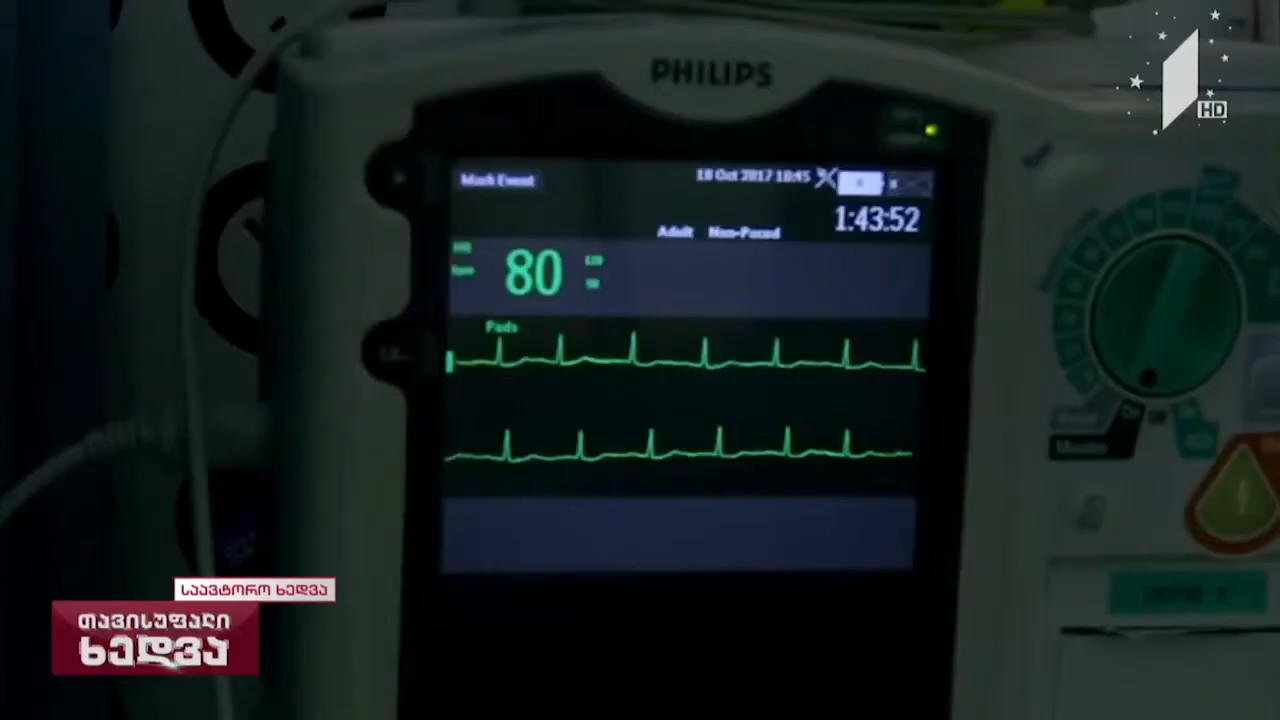 PHILIPS
HD
Mark Event
18 Oct 2017 18:45
1:43:52
Adult Non-Paced
80
Pads
საავტორო ხედვა
თავისუფალი
ხედვა